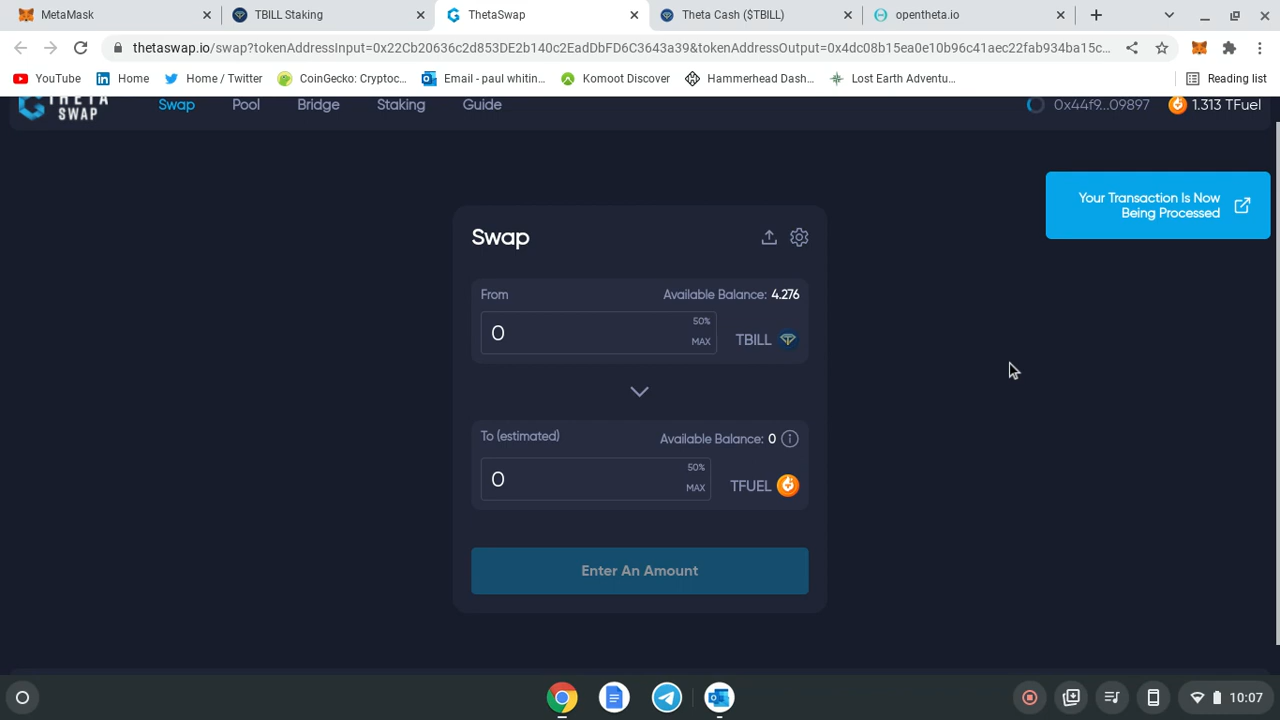 MetaMask
TBILL Staking
ThetaSwap
Theta Cash ($TBILL)
opentheta.io
thetaswap.io/swap?tokenAddressInput=0x22Cb20636c2d853DE2b140c2EadDbFD6C3643a39&tokenAddressOutput=0x4dc08b15ea0e10b96c41aec22fab934ba15c...
YouTube
Home
Home / Twitter
CoinGecko: Cryptoc...
Email - paul whitin...
Komoot Discover
Hammerhead Dash...
Lost Earth Adventu...
Reading list
THETA
SWAP
Swap
Pool
Bridge
Staking
Guide
0x44f9...09897
1.313 TFuel
Your Transaction Is Now
Being Processed
Swap
From
Available Balance: 4.276
0
50%
MAX
TBILL
To (estimated)
Available Balance: 0
0
50%
MAX
TFUEL
Enter An Amount
10:07